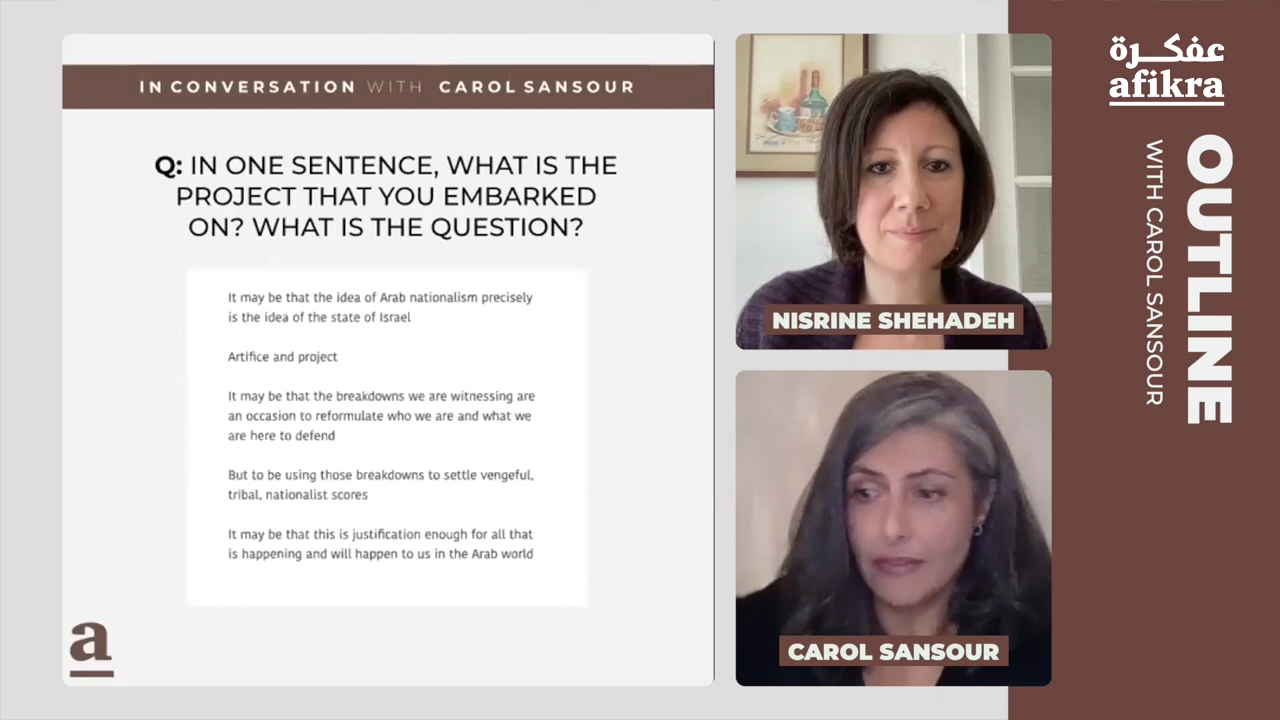 IN CONVERSATION WITH CAROL SANSOUR
Q: IN ONE SENTENCE, WHAT IS THE
PROJECT THAT YOU EMBARKED
ON? WHAT IS THE QUESTION?
It may be that the idea of Arab nationalism precisely
is the idea of the state of Israel
Artifice and project
It may be that the breakdowns we are witnessing are
an occasion to reformulate who we are and what we
are here to defend
But to be using those breakdowns to settle vengeful,
tribal, nationalist scores
It may be that this is justification enough for all that
is happening and will happen to us in the Arab world
a
NISRINE SHEHADEH
CAROL SANSOUR
عفكرة
afikra
OUTLINE
WITH CAROL SANSOUR